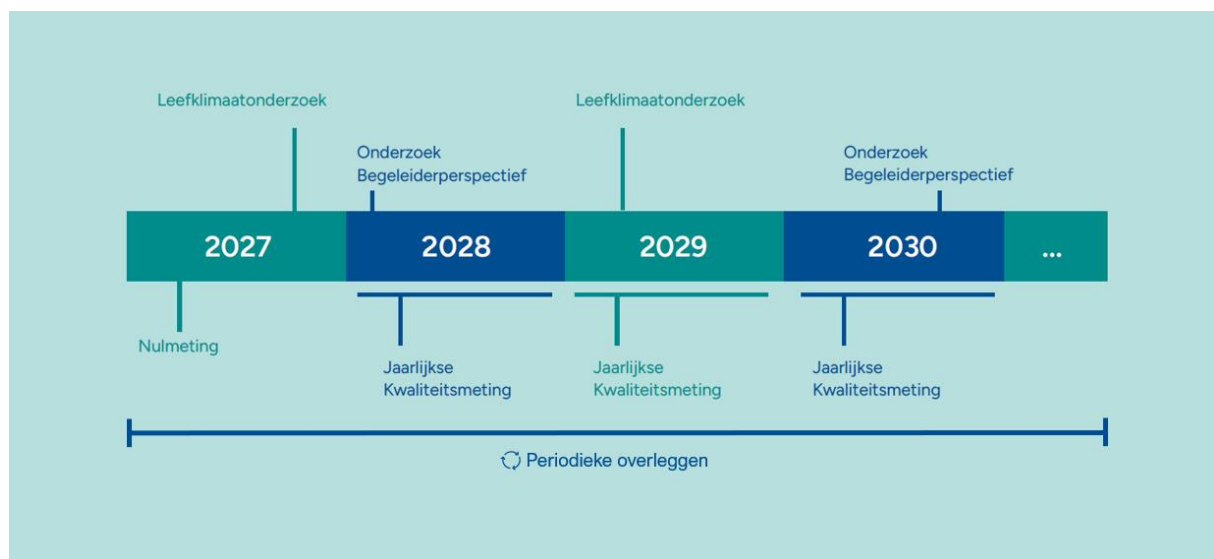 Leefklimaatonderzoek
Leefklimaatonderzoek
Onderzoek
Begeleiderperspectief
Onderzoek
Begeleiderperspectief
2027
2028
2029
2030
...
Nulmeting
Jaarlijkse
Kwaliteitsmeting
Jaarlijkse
Kwaliteitsmeting
Jaarlijkse
Kwaliteitsmeting
Periodieke overleggen